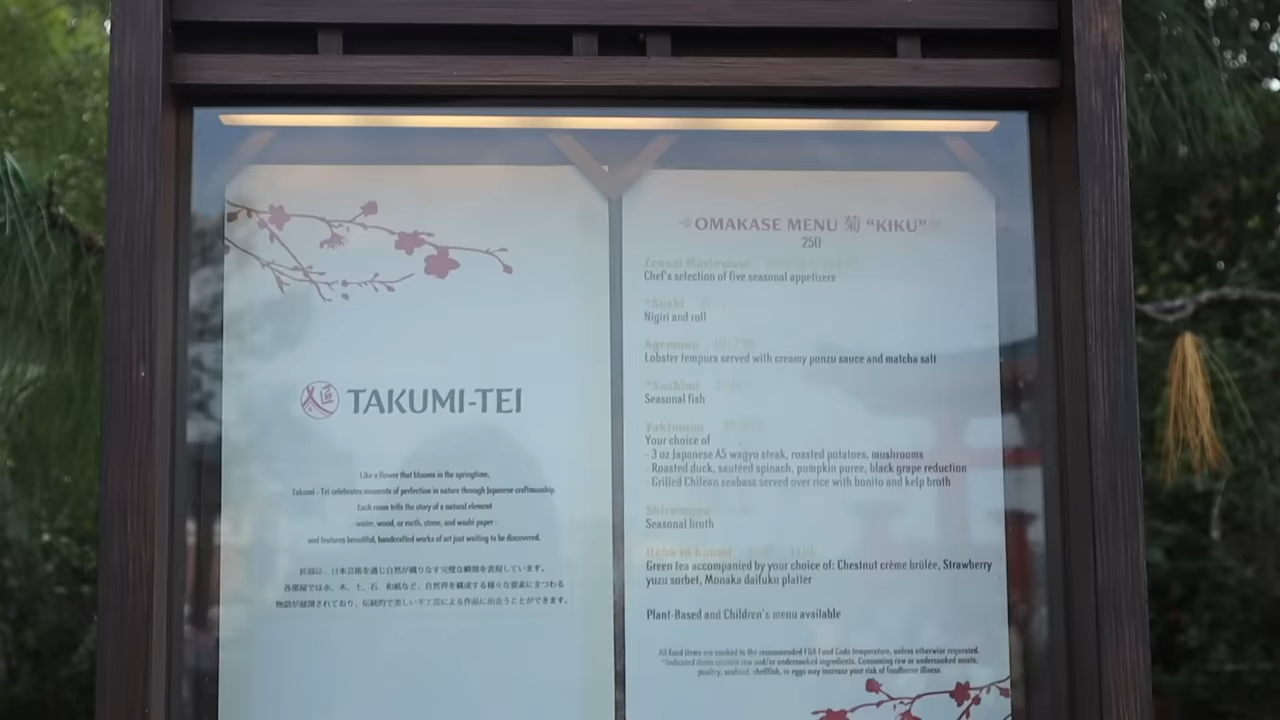 TAKUMI-TEI
Like a flower that blooms in the springtime,
Takumi - Tei celebrates moments of perfection in nature through Japanese craftmanship.
Each room tells the story of a natural element
- water, wood, or earth, stone, and washi paper -
and features beautiful, handcrafted works of art just waiting to be discovered.
匠部は、日本芸術を通じ自然が織りなす完璧な瞬間を表現しています。
各部屋では水、木、土、石、和紙など、自然界を構成する様々な要素にまつわる
物語が展開されており、伝統的で美しい手工芸による作品に出会うことができます。
OMAKASE MENU 菊 “KIKU”
250
Zensai Moriawase
Chef's selection of five seasonal appetizers
*Sushi
Nigiri and roll
Agemono
Lobster tempura served with creamy ponzu sauce and matcha salt
*Sashimi
Seasonal fish
Yakimono
Your choice of
- 3 oz Japanese A5 wagyu steak, roasted potatoes, mushrooms
- Roasted duck, sautéed spinach, pumpkin puree, black grape reduction
- Grilled Chilean seabass served over rice with bonito and kelp broth
Shirumono
Seasonal broth
Ocha to kanmi
Green tea accompanied by your choice of: Chestnut crème brûlée, Strawberry
yuzu sorbet, Monaka daifuku platter
Plant-Based and Children's menu available
All food items are cooked to the recommended FDA Food Code temperature, unless otherwise requested.
*Indicated items contain raw and/or undercooked ingredients. Consuming raw or undercooked meats,
poultry, seafood, shellfish, or eggs may increase your risk of foodborne illness.